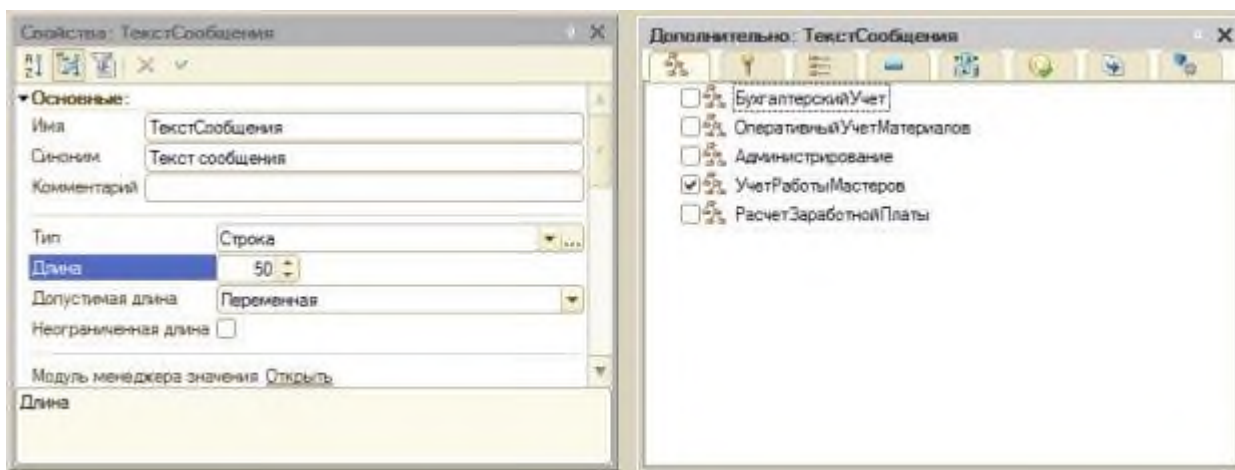 Свойства: ТекстСообщения
Основные:
Имя ТекстСообщения
Синоним Текст сообщения
Комментарий
Тип Строка
Длина 50
Допустимая длина Переменная
Неограниченная длина
Модуль менеджера значения Открыть
Длина
Дополнительно: ТекстСообщения
БухгалтерскийУчет
ОперативныйУчетМатериалов
Администрирование
УчетРаботыМастеров
РасчетЗаработнойПлаты